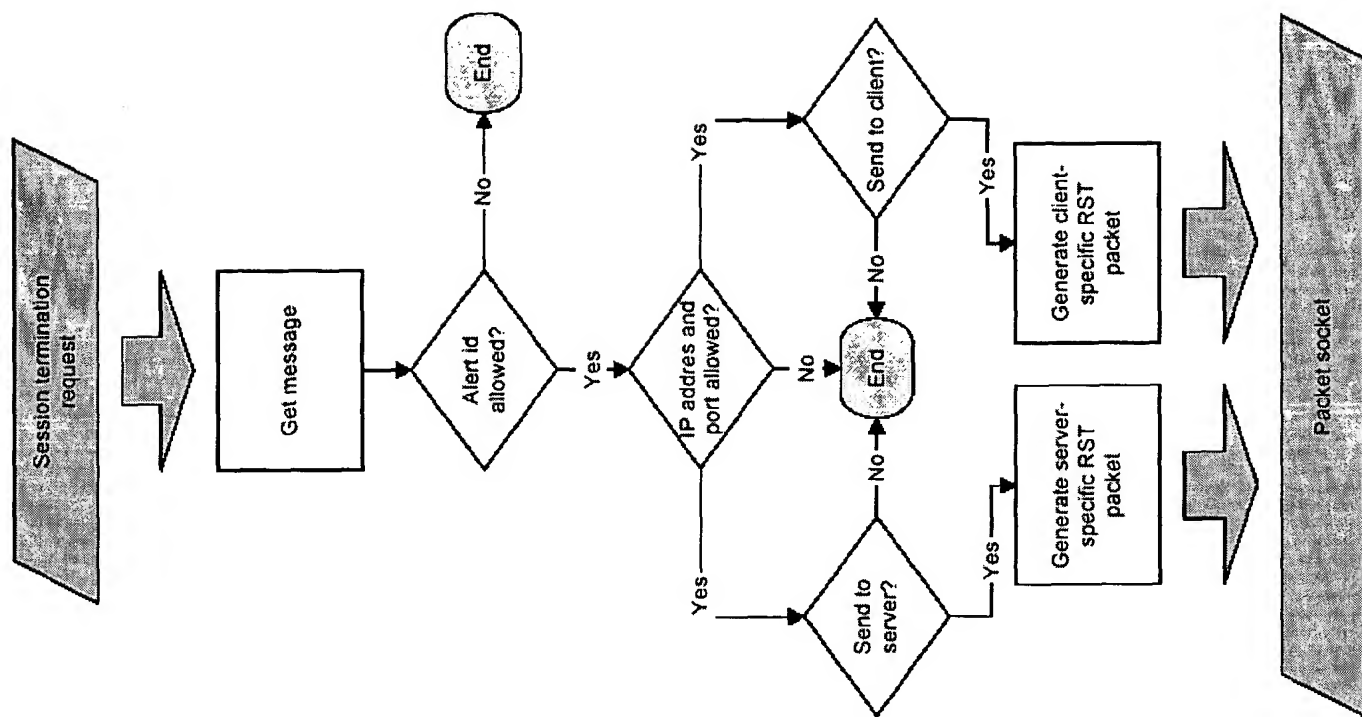 Session termination
request
Get message
Alert id
allowed?
No
End
Yes
IP addres and
port allowed?
Yes
Yes
No
Send to
server?
No
End
No
Send to client?
Yes
Yes
Generate server-
specific RST
packet
Generate client-
specific RST
packet
Packet socket